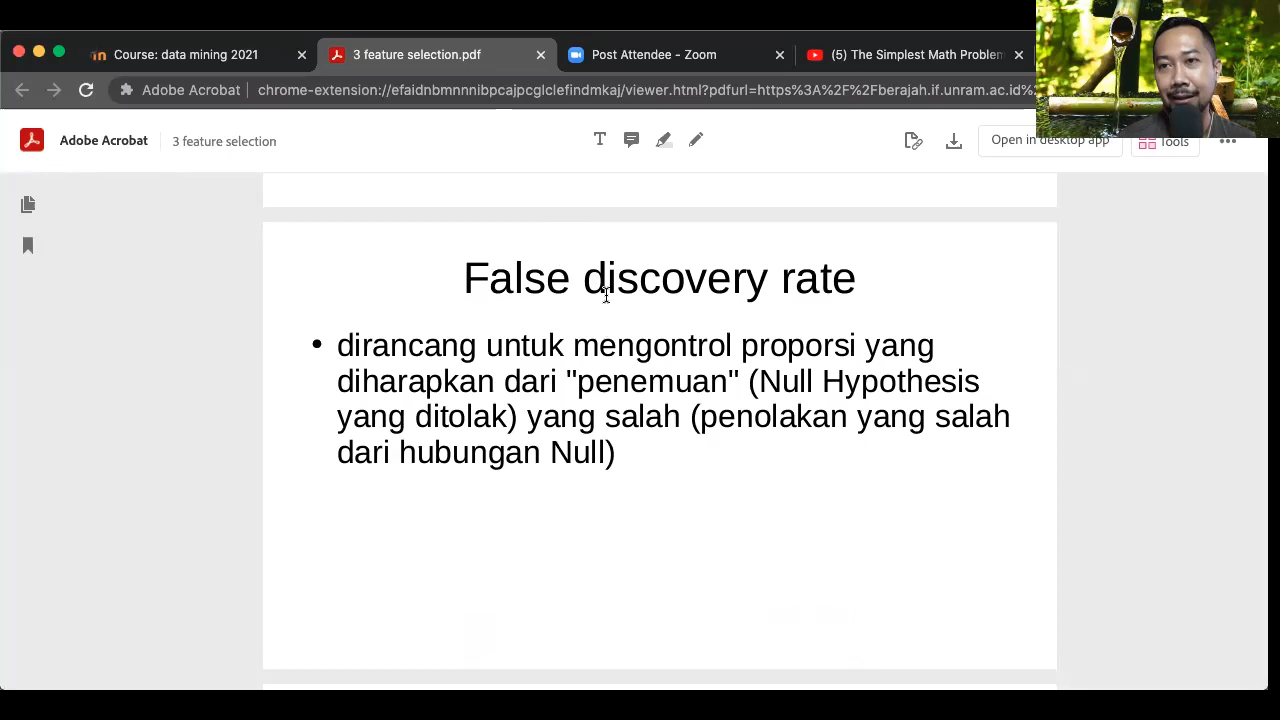 Course: data mining 2021
3 feature selection.pdf
Post Attendee - Zoom
(5) The Simplest Math Problem
Adobe Acrobat
chrome-extension://efaidnbmnnnibpcajpcglclefindmkaj/viewer.html?pdfurl=https%3A%2F%2Fberajah.if.unram.ac.id%
Adobe Acrobat
3 feature selection
Open in desktop app
Tools
False discovery rate
• dirancang untuk mengontrol proporsi yang
diharapkan dari "penemuan" (Null Hypothesis
yang ditolak) yang salah (penolakan yang salah
dari hubungan Null)